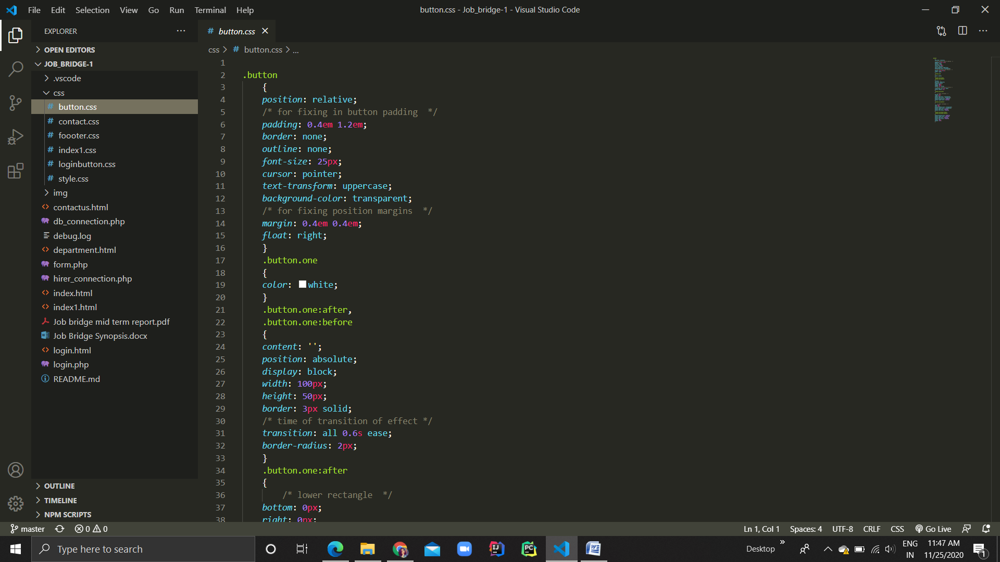 File Edit Selection View Go Run Terminal Help
button.css - Job_bridge-1 - Visual Studio Code
EXPLORER
OPEN EDITORS
JOB_BRIDGE-1
.vscode
css
button.css
contact.css
foooter.css
index1.css
loginbutton.css
style.css
img
contactus.html
db_connection.php
debug.log
department.html
form.php
hirer_connection.php
index.html
index1.html
Job bridge mid term report.pdf
Job Bridge Synopsis.docx
login.html
login.php
README.md
OUTLINE
TIMELINE
NPM SCRIPTS
# button.css
css > # button.css > ...
1
2 .button
3 {
4 position: relative;
5 /* for fixing in button padding  */
6 padding: 0.4em 1.2em;
7 border: none;
8 outline: none;
9 font-size: 25px;
10 cursor: pointer;
11 text-transform: uppercase;
12 background-color: transparent;
13 /* for fixing position margins  */
14 margin: 0.4em 0.4em;
15 float: right;
16 }
17 .button.one
18 {
19 color: white;
20 }
21 .button.one:after,
22 .button.one:before
23 {
24 content: '';
25 position: absolute;
26 display: block;
27 width: 100px;
28 height: 50px;
29 border: 3px solid;
30 /* time of transition of effect */
31 transition: all 0.6s ease;
32 border-radius: 2px;
33 }
34 .button.one:after
35 {
36 /* lower rectangle  */
37 bottom: 0px;
38 right: 0px;
master 0 0
Ln 1, Col 1 Spaces: 4 UTF-8 CRLF CSS Go Live
Type here to search
Desktop
ENG
IN
11:47 AM
11/25/2020
1